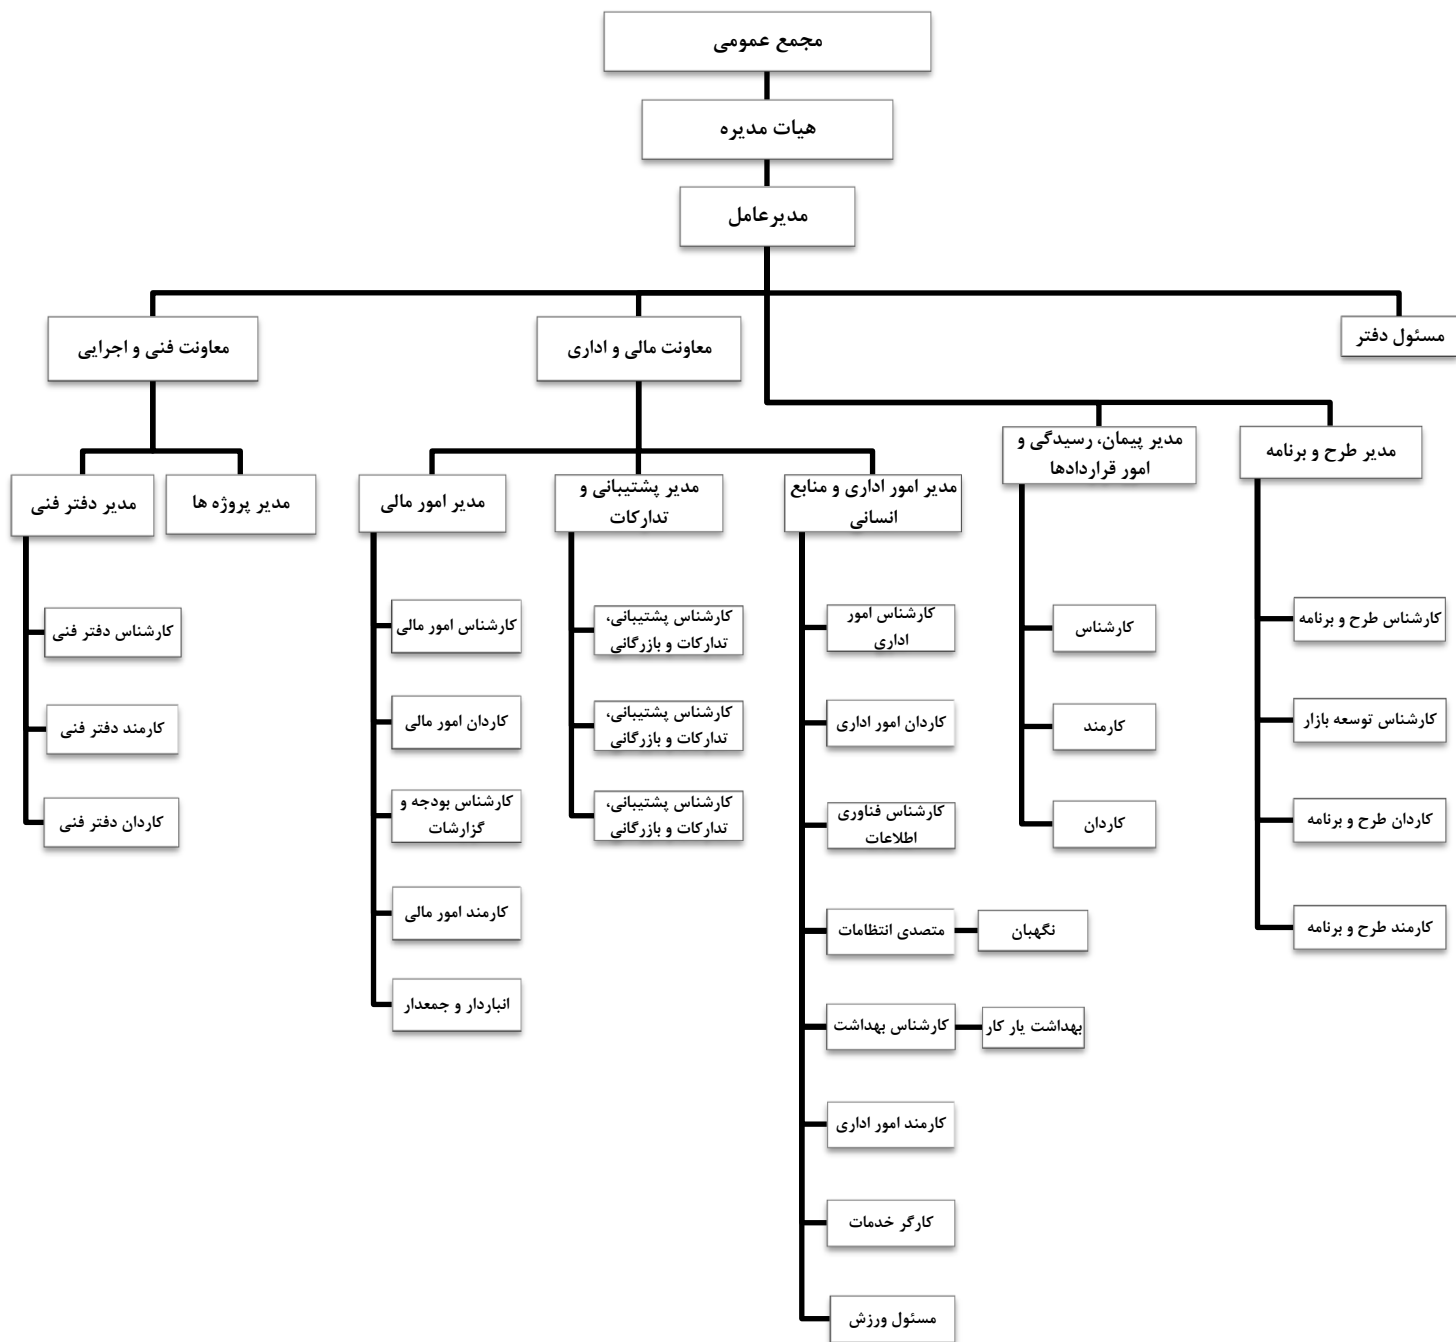 مجمع عمومی
هیات مدیره
مدیرعامل
مسئول دفتر
معاونت مالی و اداری
معاونت فنی و اجرایی
مدیر طرح و برنامه
کارشناس طرح و برنامه
کارشناس توسعه بازار
کاردان طرح و برنامه
کارمند طرح و برنامه
مدیر پیمان، رسیدگی و
امور قراردادها
کارشناس
کارمند
کاردان
مدیر امور اداری و منابع
انسانی
کارشناس امور
اداری
کاردان امور اداری
کارشناس فناوری
اطلاعات
متصدی انتظامات
نگهبان
کارشناس بهداشت
بهداشت یار کار
کارمند امور اداری
کارگر خدمات
مسئول ورزش
مدیر پشتیبانی و
تدارکات
کارشناس پشتیبانی،
تدارکات و بازرگانی
کارشناس پشتیبانی،
تدارکات و بازرگانی
کارشناس پشتیبانی،
تدارکات و بازرگانی
مدیر امور مالی
کارشناس امور مالی
کاردان امور مالی
کارشناس بودجه و
گزارشات
کارمند امور مالی
انباردار و جمعدار
مدیر پروژه ها
مدیر دفتر فنی
کارشناس دفتر فنی
کارمند دفتر فنی
کاردان دفتر فنی